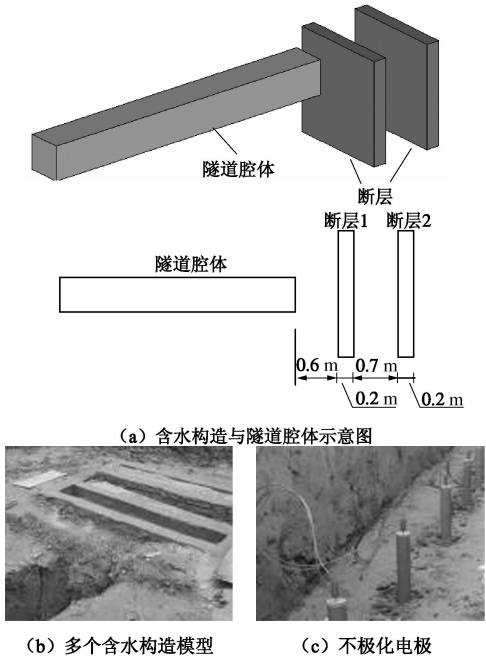 隧道腔体
断层
断层1 断层2
隧道腔体
0.6 m 0.7 m
0.2 m 0.2 m
（a）含水构造与隧道腔体示意图
（b）多个含水构造模型 （c）不极化电极